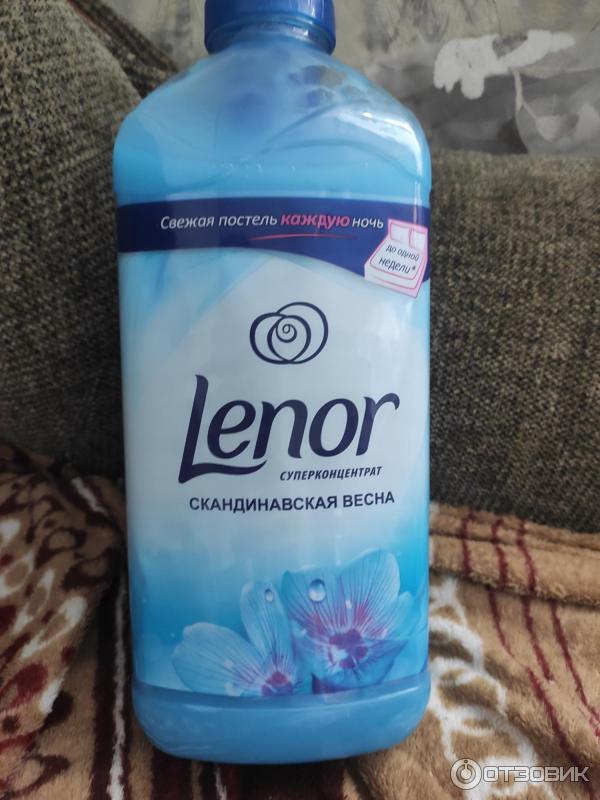 Свежая постель каждую ночь
до одной
недели*
Lenor
СУПЕРКОНЦЕНТРАТ
СКАНДИНАВСКАЯ ВЕСНА
ОТЗОВИК